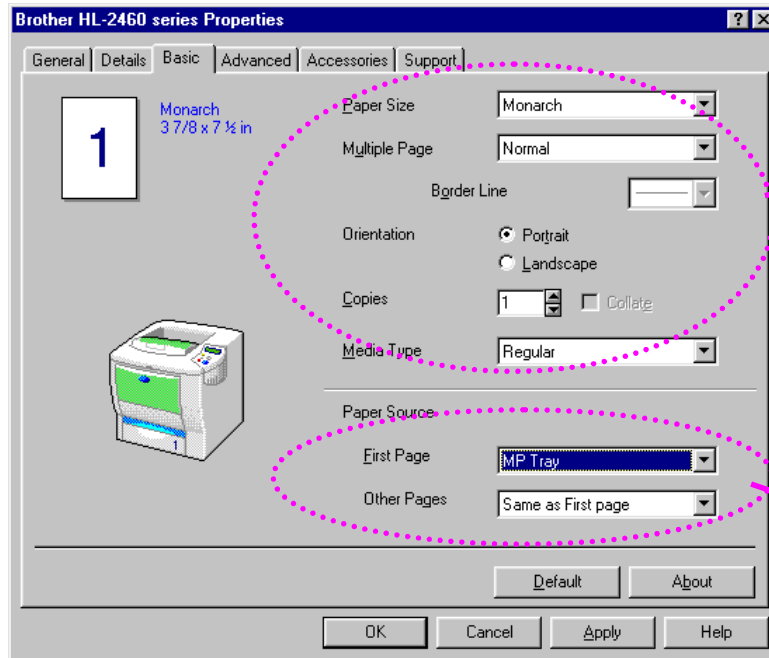 Brother HL-2460 series Properties
General Details Basic Advanced Accessories Support
1
Monarch
3 7/8 x 7 ½ in
Paper Size Monarch
Multiple Page Normal
Border Line
Orientation Portrait
Landscape
Copies 1 Collate
Media Type Regular
Paper Source
First Page MP Tray
Other Pages Same as First page
1
Default About
OK Cancel Apply Help